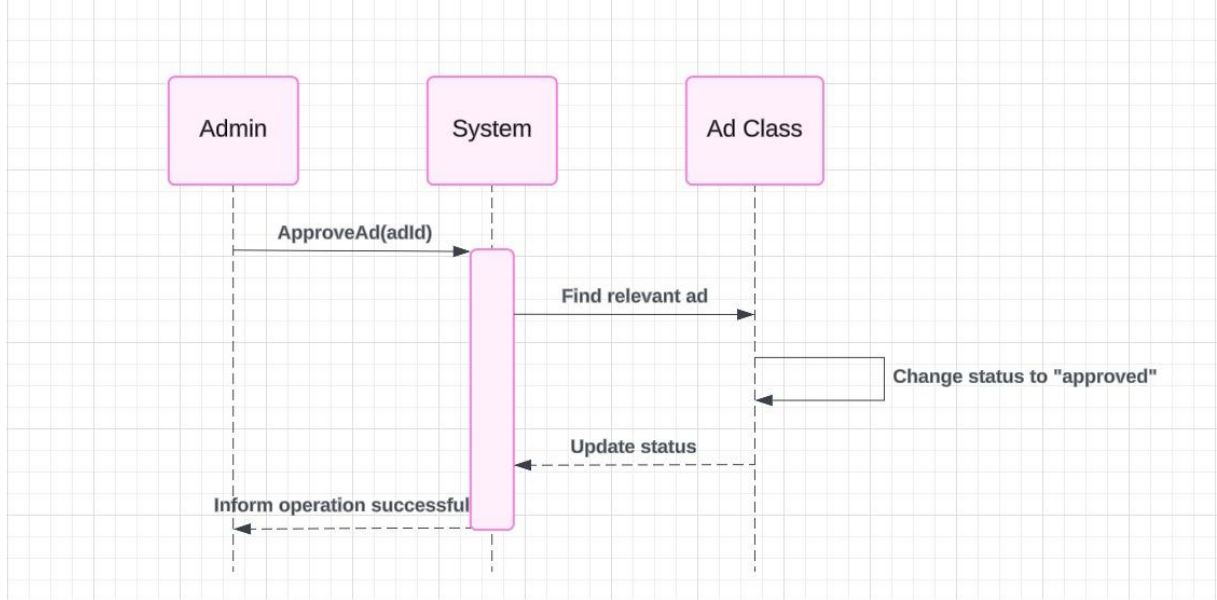 Admin
System
Ad Class
ApproveAd(adId)
Find relevant ad
Change status to "approved"
Update status
Inform operation successful